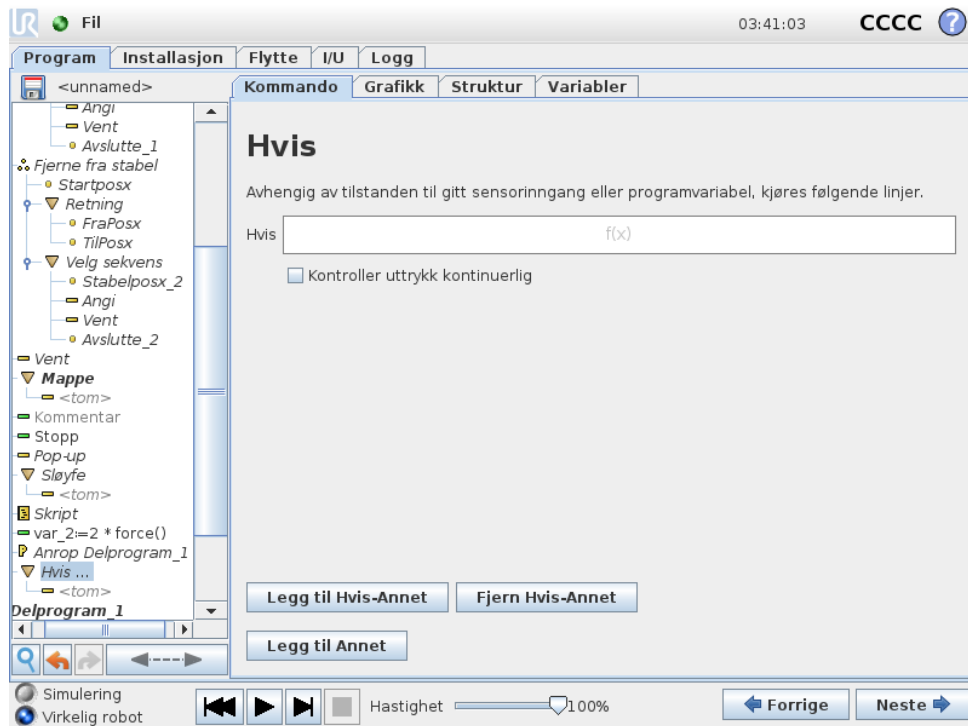 UR Fil 03:41:03 CCCC ?
Program Installasjon Flytte I/U Logg
<unnamed>
Kommando Grafikk Struktur Variabler
Angi
Vent
Avslutte_1
Fjerne fra stabel
Startposx
Retning
FraPosx
TilPosx
Velg sekvens
Stabelposx_2
Angi
Vent
Avslutte_2
Vent
Mappe
<tom>
Kommentar
Stopp
Pop-up
Sløyfe
<tom>
Skript
var_2:=2 * force()
P Anrop Delprogram_1
Hvis ...
<tom>
Delprogram_1
Hvis
Avhengig av tilstanden til gitt sensorinngang eller programvariabel, kjøres følgende linjer.
Hvis f(x)
Kontroller uttrykk kontinuerlig
Legg til Hvis-Annet Fjern Hvis-Annet
Legg til Annet
Simulering
Virkelig robot
Hastighet 100%
Forrige Neste